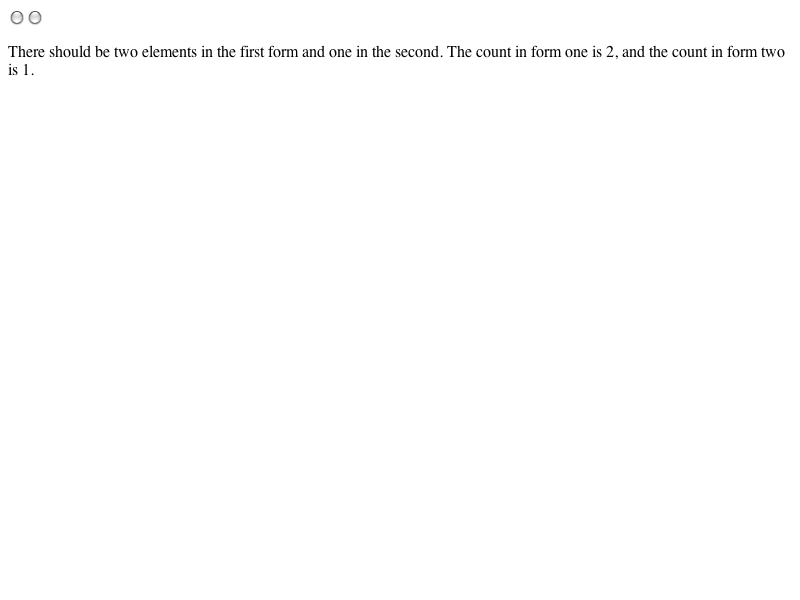 There should be two elements in the first form and one in the second. The count in form one is 2, and the count in form two
is 1.